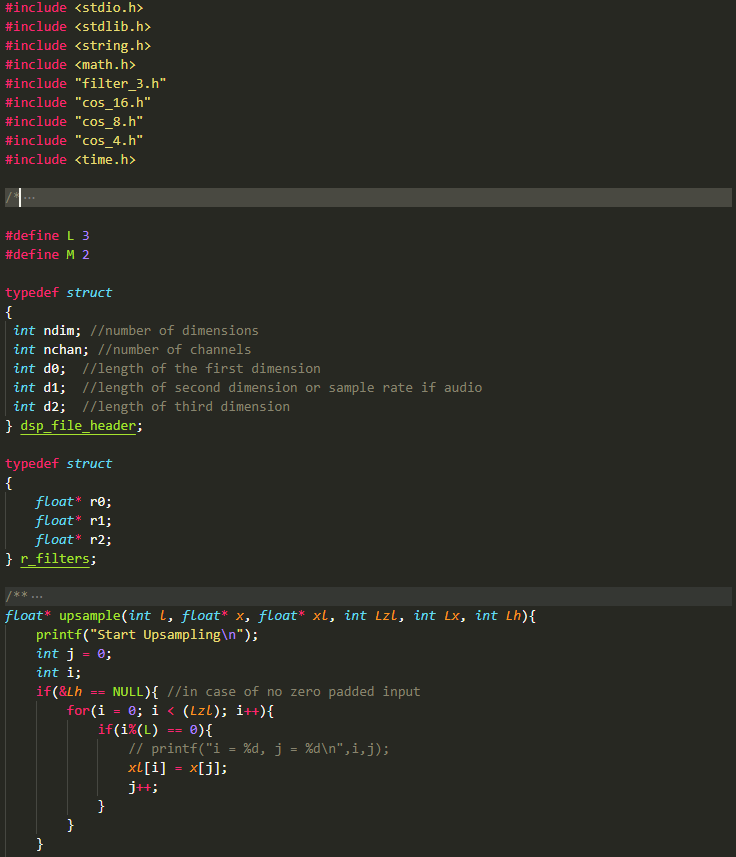 #include <stdio.h>
#include <stdlib.h>
#include <string.h>
#include <math.h>
#include "filter_3.h"
#include "cos_16.h"
#include "cos_8.h"
#include "cos_4.h"
#include <time.h>
/*…
#define L 3
#define M 2
typedef struct
{
int ndim; //number of dimensions
int nchan; //number of channels
int d0;  //length of the first dimension
int d1;  //length of second dimension or sample rate if audio
int d2;  //length of third dimension
} dsp_file_header;
typedef struct
{
float* r0;
float* r1;
float* r2;
} r_filters;
/**…
float* upsample(int l, float* x, float* xl, int Lzl, int Lx, int Lh){
printf("Start Upsampling\n");
int j = 0;
int i;
if(&Lh == NULL){ //in case of no zero padded input
for(i = 0; i < (Lzl); i++){
if(i%(L) == 0){
// printf("i = %d, j = %d\n",i,j);
xl[i] = x[j];
j++;
}
}
}